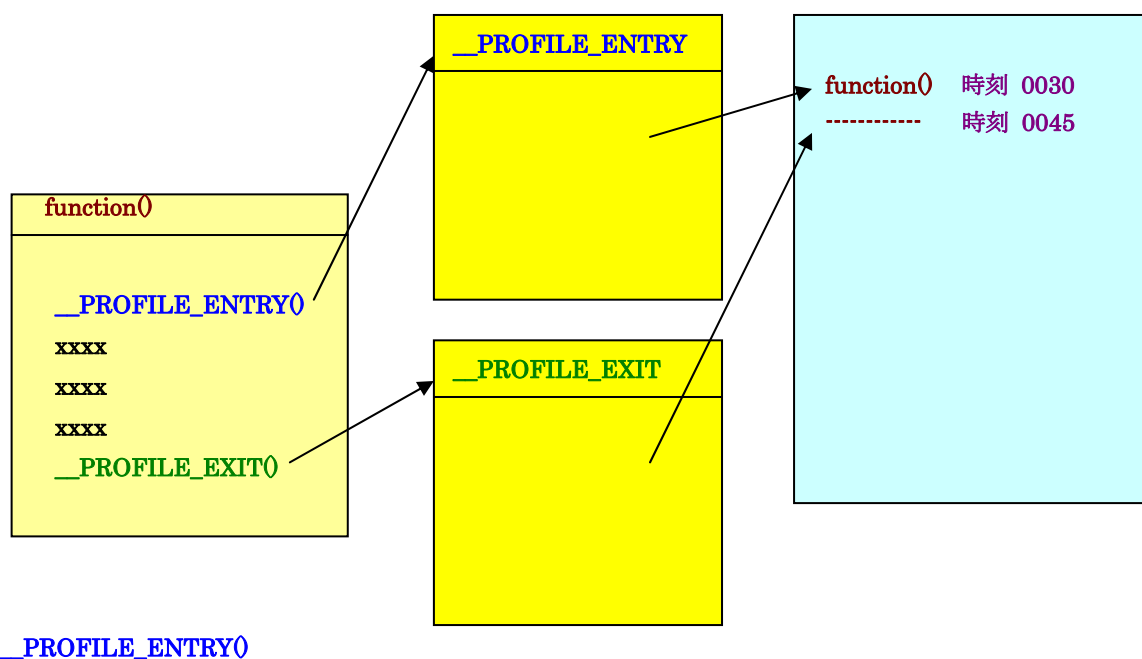 __PROFILE_ENTRY
function() 時刻 0030
------------ 時刻 0045
function()
__PROFILE_ENTRY()
xxxx
xxxx
xxxx
__PROFILE_EXIT()
__PROFILE_EXIT
__PROFILE_ENTRY()